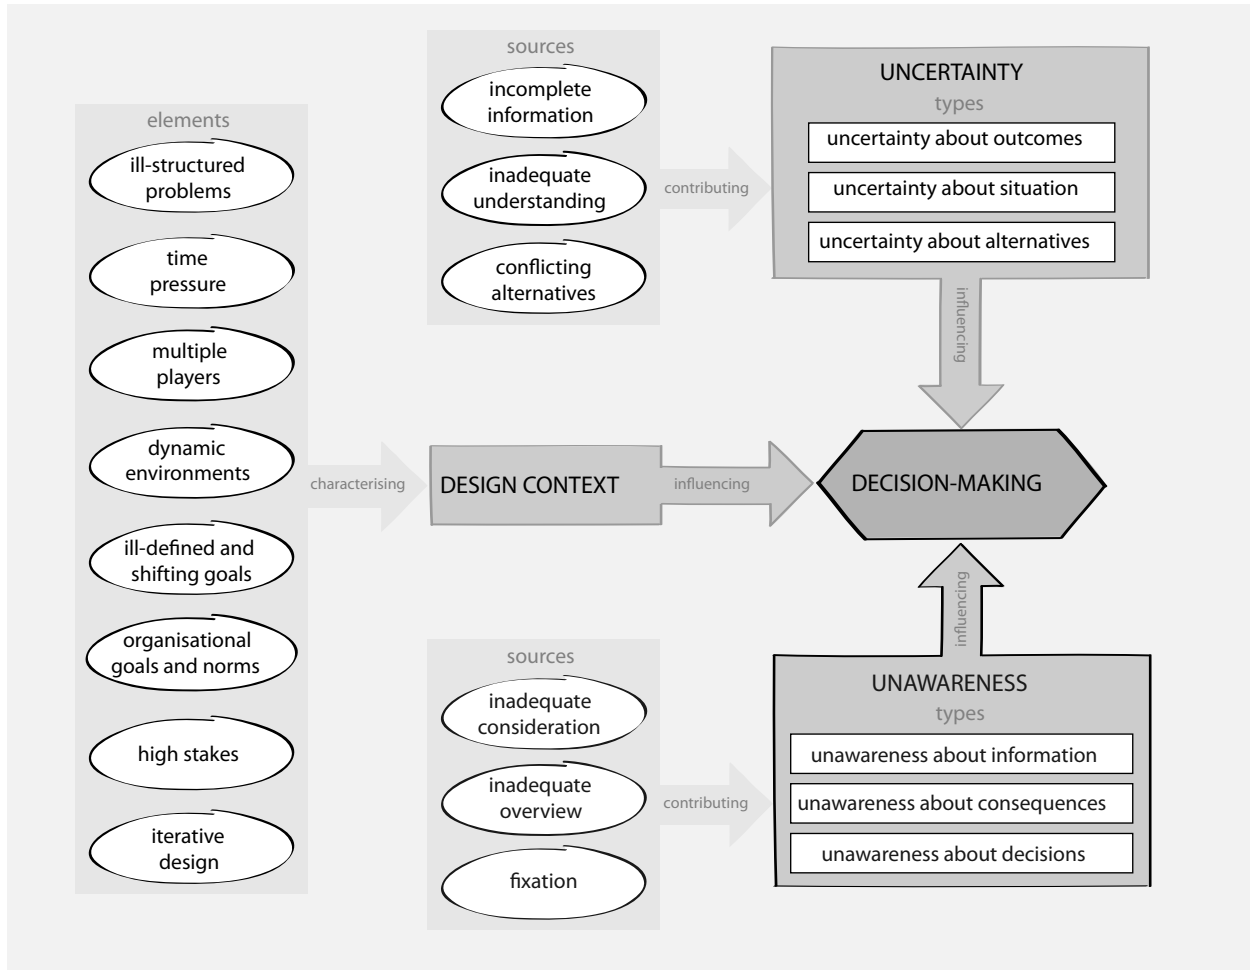 elements
ill-structured
problems
time
pressure
multiple
players
dynamic
environments
ill-defined and
shifting goals
organisational
goals and norms
high stakes
iterative
design
characterising
DESIGN CONTEXT
influencing
DECISION-MAKING
sources
incomplete
information
inadequate
understanding
conflicting
alternatives
contributing
UNCERTAINTY
types
uncertainty about outcomes
uncertainty about situation
uncertainty about alternatives
influencing
sources
inadequate
consideration
inadequate
overview
fixation
contributing
UNAWARENESS
types
unawareness about information
unawareness about consequences
unawareness about decisions
influencing